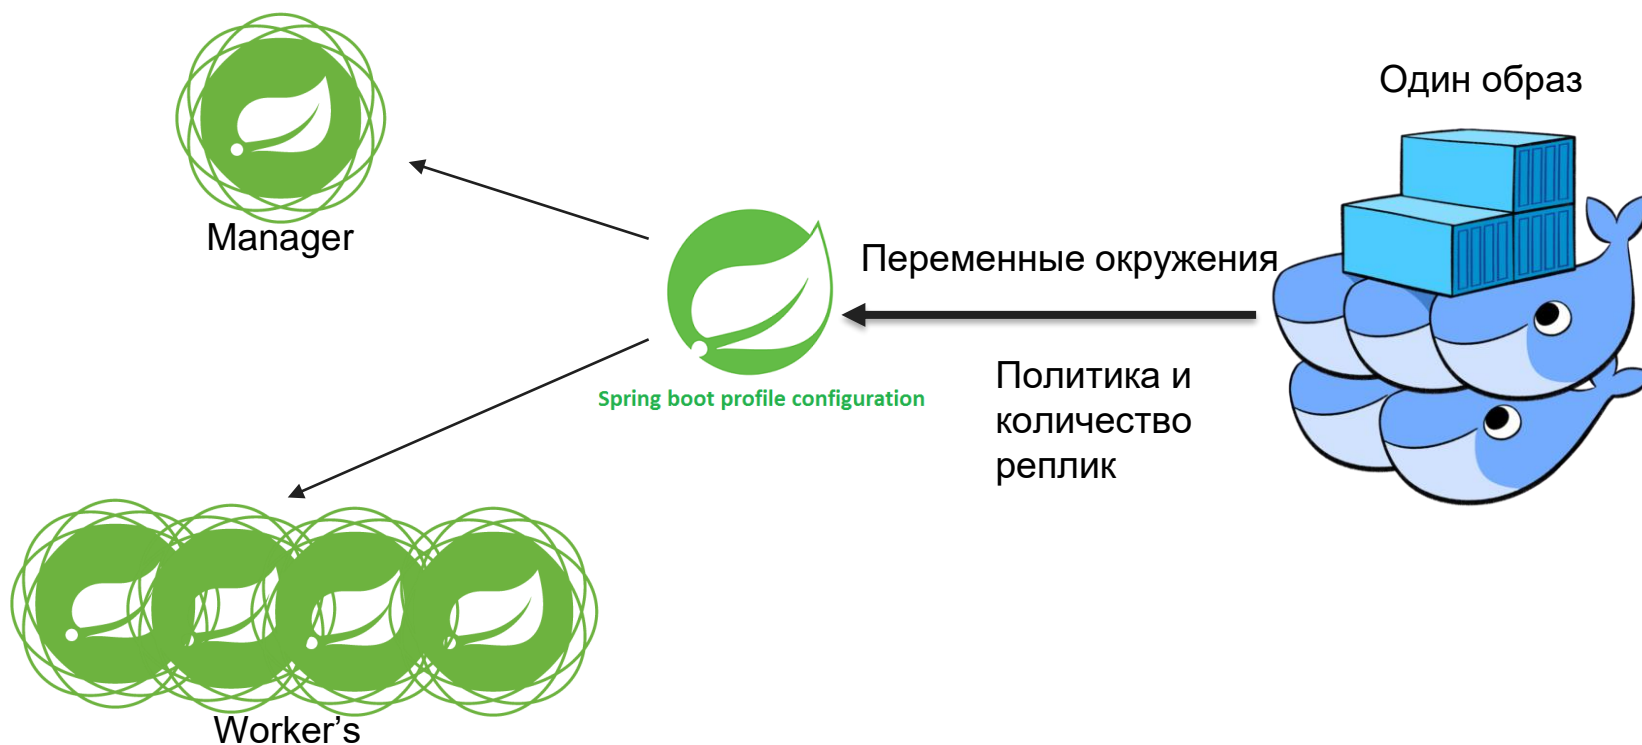 Один образ
Manager
Переменные окружения
Политика и
количество
реплик
Spring boot profile configuration
Worker’s